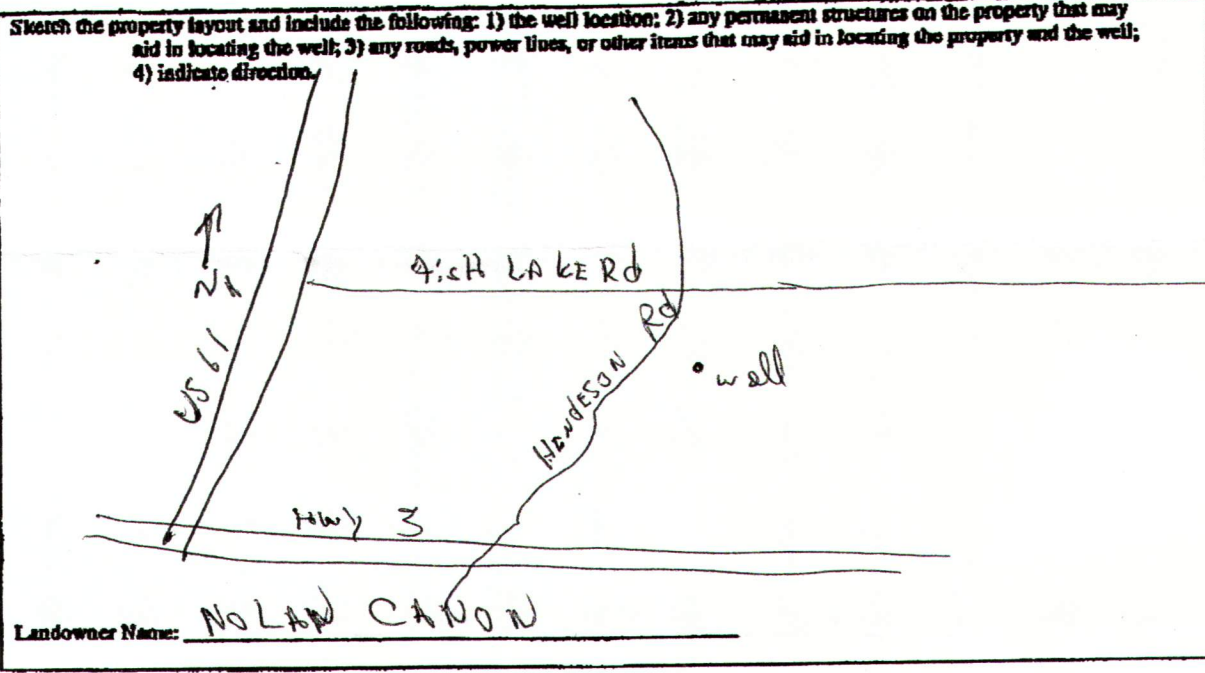 Sketch the property layout and include the following: 1) the well location; 2) any permanent structures on the property that may
aid in locating the well; 3) any roads, power lines, or other items that may aid in locating the property and the well;
4) indicate direction.
N
US 61
FisH LAKE Rd
HENDESON Rd
well
Hwy 3
Landowner Name: NOLAN CANON